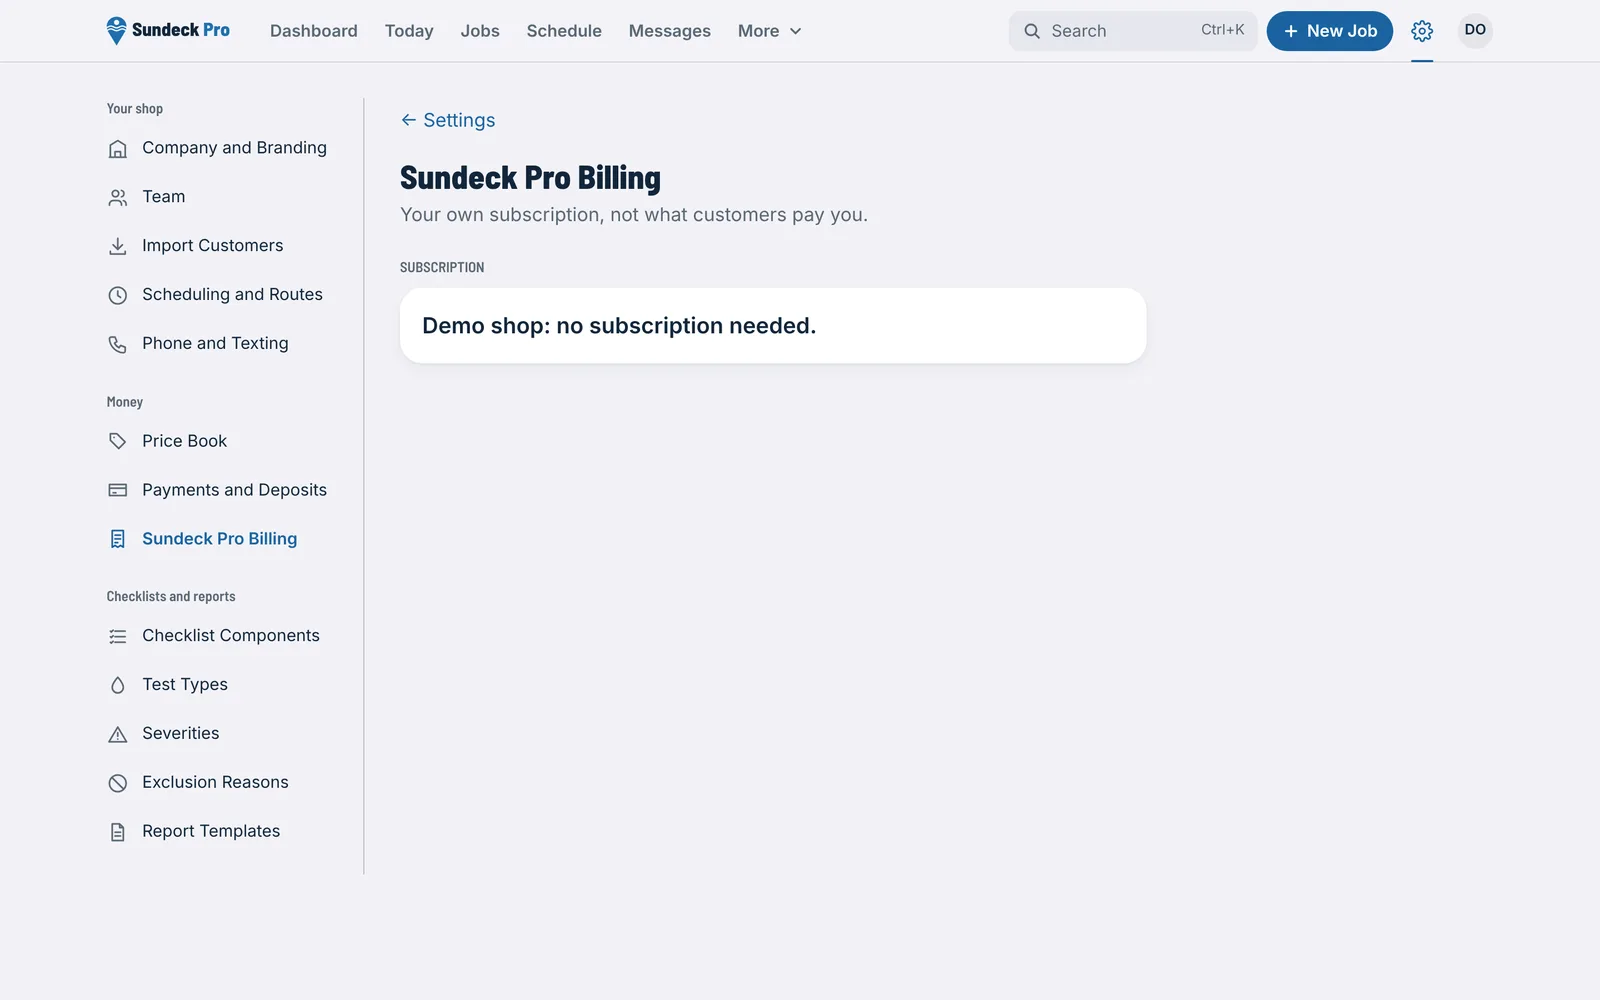 Sundeck Pro
Dashboard
Today
Jobs
Schedule
Messages
More
Search
Ctrl+K
+ New Job
DO
Your shop
Company and Branding
Team
Import Customers
Scheduling and Routes
Phone and Texting
Money
Price Book
Payments and Deposits
Sundeck Pro Billing
Checklists and reports
Checklist Components
Test Types
Severities
Exclusion Reasons
Report Templates
← Settings
Sundeck Pro Billing
Your own subscription, not what customers pay you.
SUBSCRIPTION
Demo shop: no subscription needed.